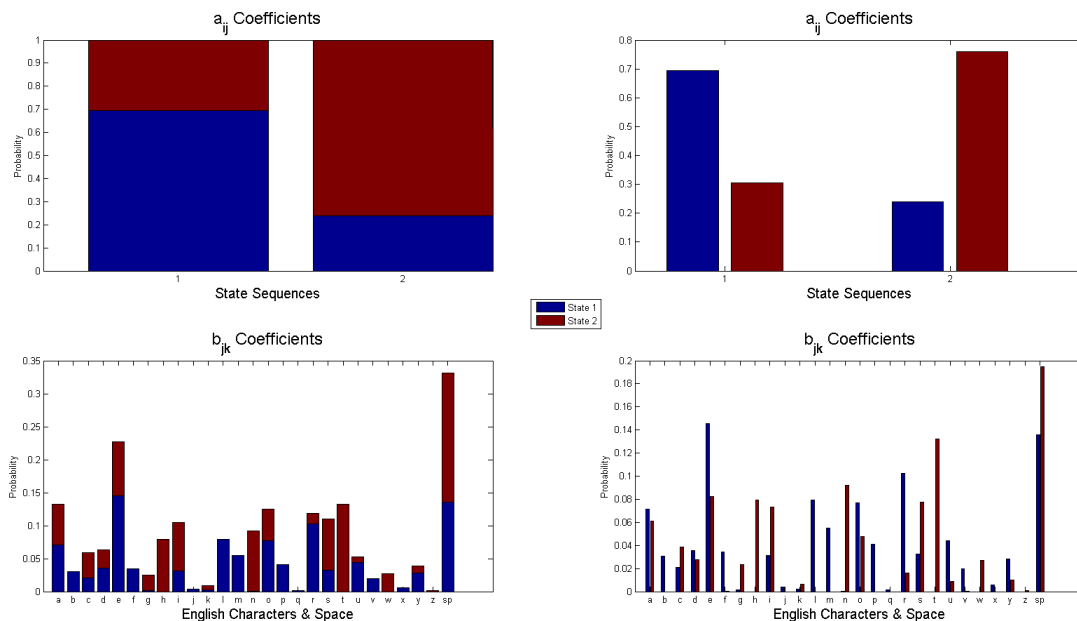 a_ij Coefficients
1
0.9
0.8
0.7
0.6
0.5
0.4
0.3
0.2
0.1
0
Probability
1 2
State Sequences
a_ij Coefficients
0.8
0.7
0.6
0.5
0.4
0.3
0.2
0.1
0
Probability
1 2
State Sequences
State 1
State 2
b_jk Coefficients
0.35
0.3
0.25
0.2
0.15
0.1
0.05
0
Probability
a b c d e f g h i j k l m n o p q r s t u v w x y z sp
English Characters & Space
b_jk Coefficients
0.2
0.18
0.16
0.14
0.12
0.1
0.08
0.06
0.04
0.02
0
Probability
a b c d e f g h i j k l m n o p q r s t u v w x y z sp
English Characters & Space